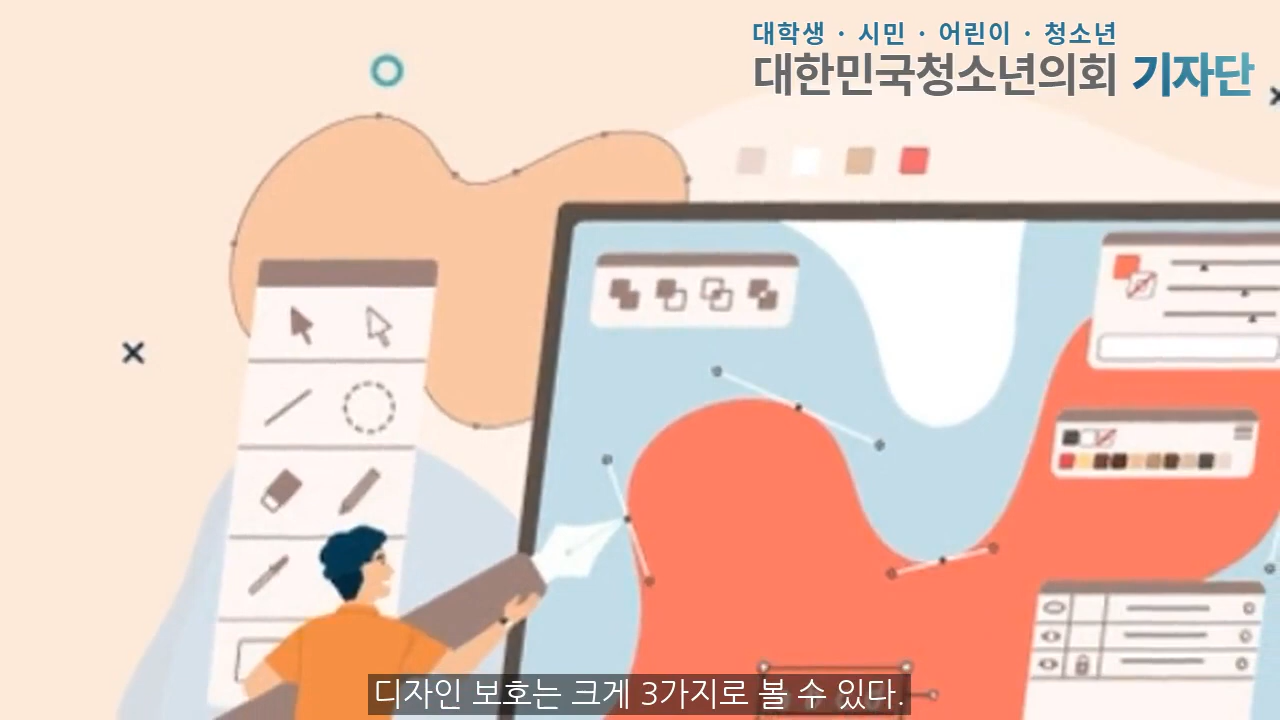 대학생 · 시민 · 어린이 · 청소년
대한민국청소년의회 기자단
디자인 보호는 크게 3가지로 볼 수 있다.